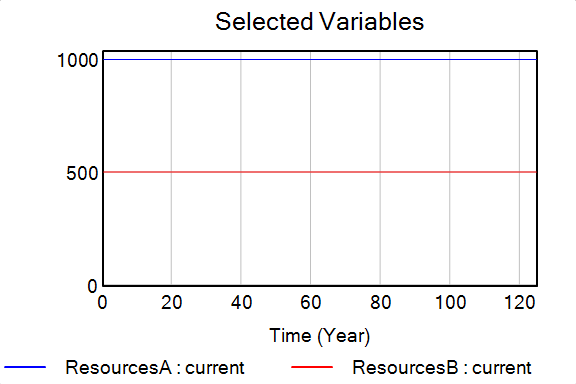 Selected Variables
1000
500
0
0 20 40 60 80 100 120
Time (Year)
ResourcesA : current ResourcesB : current